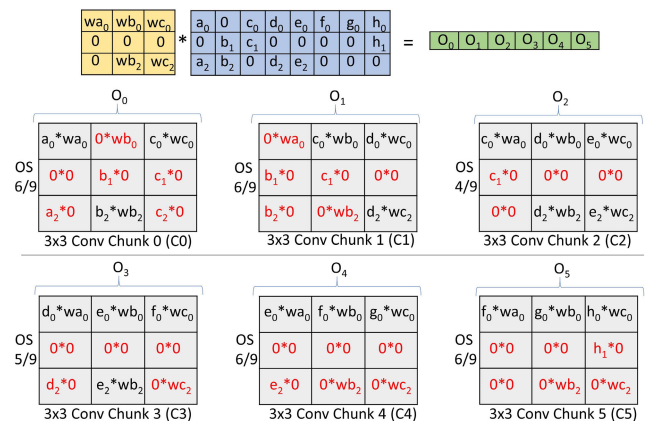 wa₀ wb₀ wc₀ a₀ 0 c₀ d₀ e₀ f₀ g₀ h₀
0 0 0 * 0 b₁ c₁ 0 0 0 0 h₁ = O₀ O₁ O₂ O₃ O₄ O₅
0 wb₂ wc₂ a₂ b₂ 0 d₂ e₂ 0 0 0
O₀ O₁ O₂
a₀*wa₀ 0*wb₀ c₀*wc₀ 0*wa₀ c₀*wb₀ d₀*wc₀ c₀*wa₀ d₀*wb₀ e₀*wc₀
OS 6/9 0*0 b₁*0 c₁*0 OS 6/9 b₁*0 c₁*0 0*0 OS 4/9 c₁*0 0*0 0*0
a₂*0 b₂*wb₂ c₂*0 b₂*0 0*wb₂ d₂*wc₂ 0*0 d₂*wb₂ e₂*wc₂
3x3 Conv Chunk 0 (C0) 3x3 Conv Chunk 1 (C1) 3x3 Conv Chunk 2 (C2)
O₃ O₄ O₅
d₀*wa₀ e₀*wb₀ f₀*wc₀ e₀*wa₀ f₀*wb₀ g₀*wc₀ f₀*wa₀ g₀*wb₀ h₀*wc₀
OS 5/9 0*0 0*0 0*0 OS 6/9 0*0 0*0 0*0 OS 6/9 0*0 0*0 h₁*0
d₂*0 e₂*wb₂ 0*wc₂ e₂*0 0*wb₂ 0*wc₂ 0*0 0*wb₂ 0*wc₂
3x3 Conv Chunk 3 (C3) 3x3 Conv Chunk 4 (C4) 3x3 Conv Chunk 5 (C5)